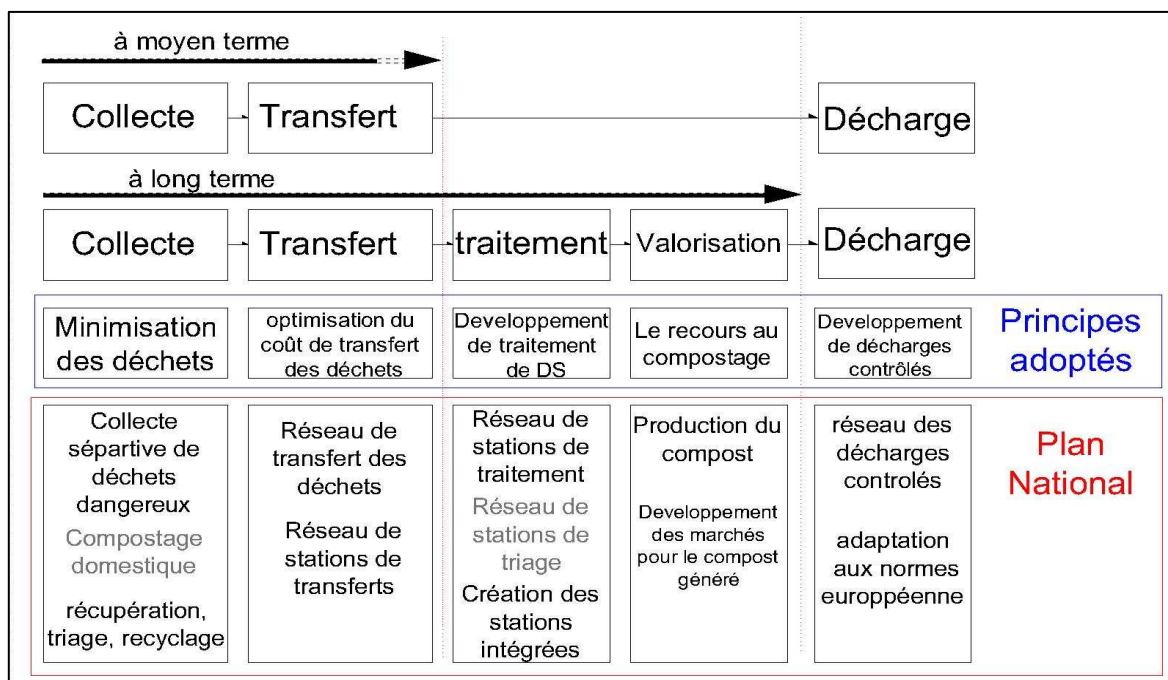 à moyen terme
Collecte
Transfert
Décharge
à long terme
Collecte
Transfert
traitement
Valorisation
Décharge
Minimisation
des déchets
optimisation du
coût de transfert
des déchets
Developpement
de traitement
de DS
Le recours au
compostage
Developpement
de décharges
contrôlés
Principes
adoptés
Collecte
sépartive de
déchets
dangereux
Compostage
domestique
récupération,
triage, recyclage
Réseau de
transfert des
déchets
Réseau de
stations de
transferts
Réseau de
stations de
traitement
Réseau de
stations de
triage
Création des
stations
intégrées
Production du
compost
Developpement
des marchés
pour le compost
généré
réseau des
décharges
controlés
adaptation
aux normes
europpéenne
Plan
National